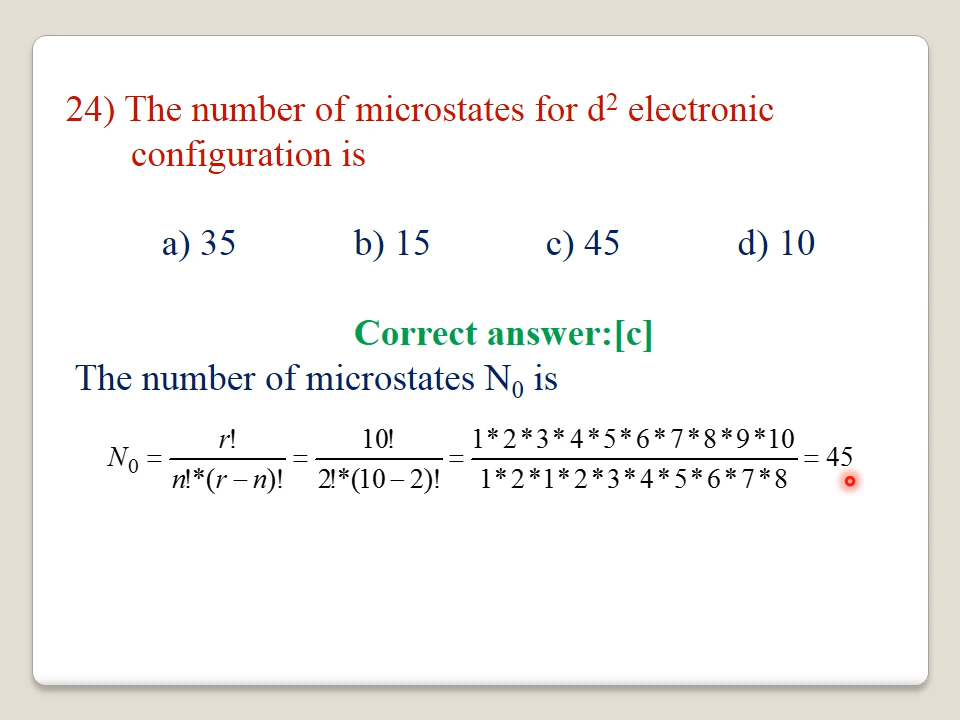 24) The number of microstates for d² electronic
configuration is
a) 35 b) 15 c) 45 d) 10
Correct answer:[c]
The number of microstates N₀ is
N₀ = r! / n!*(r − n)! = 10! / 2!*(10 − 2)! = 1*2*3*4*5*6*7*8*9*10 / 1*2*1*2*3*4*5*6*7*8 = 45